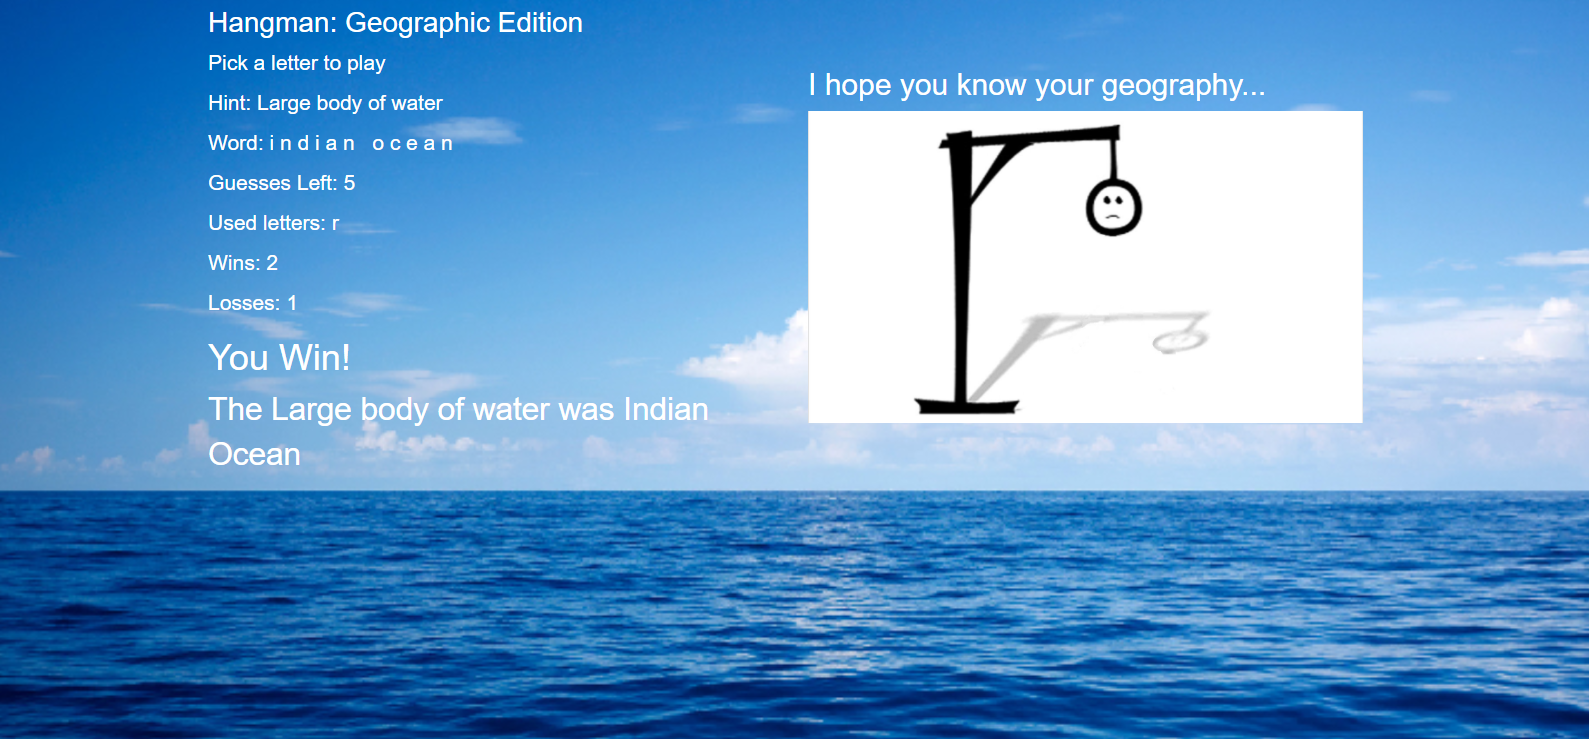 Hangman: Geographic Edition
Pick a letter to play
Hint: Large body of water
Word: i n d i a n   o c e a n
Guesses Left: 5
Used letters: r
Wins: 2
Losses: 1
You Win!
The Large body of water was Indian
Ocean
I hope you know your geography...